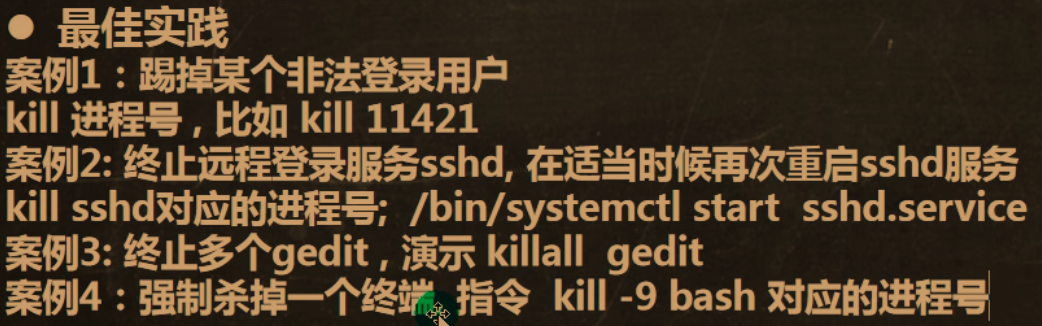 ● 最佳实践
案例1：踢掉某个非法登录用户
kill 进程号，比如 kill 11421
案例2: 终止远程登录服务sshd, 在适当时候再次重启sshd服务
kill sshd对应的进程号; /bin/systemctl start sshd.service
案例3: 终止多个gedit，演示 killall gedit
案例4：强制杀掉一个终端 指令 kill -9 bash 对应的进程号